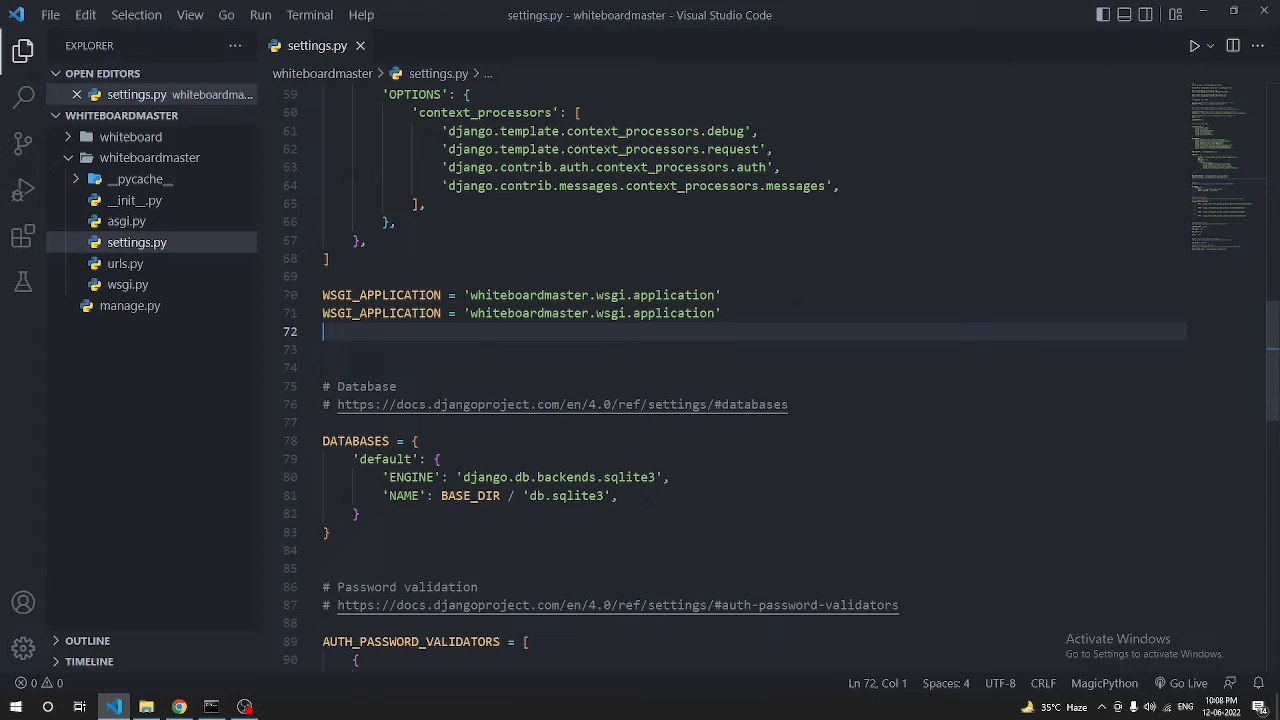 File Edit Selection View Go Run Terminal Help
settings.py - whiteboardmaster - Visual Studio Code
EXPLORER
settings.py
OPEN EDITORS
settings.py whiteboardma...
WHITEBOARDMASTER
whiteboard
whiteboardmaster
__pycache__
__init__.py
asgi.py
settings.py
urls.py
wsgi.py
manage.py
OUTLINE
TIMELINE
whiteboardmaster > settings.py > ...
59 'OPTIONS': {
60 'context_processors': [
61 'django.template.context_processors.debug',
62 'django.template.context_processors.request',
63 'django.contrib.auth.context_processors.auth',
64 'django.contrib.messages.context_processors.messages',
65 ],
66 },
67 },
68 ]
69
70 WSGI_APPLICATION = 'whiteboardmaster.wsgi.application'
71 WSGI_APPLICATION = 'whiteboardmaster.wsgi.application'
72
73
74
75 # Database
76 # https://docs.djangoproject.com/en/4.0/ref/settings/#databases
77
78 DATABASES = {
79 'default': {
80 'ENGINE': 'django.db.backends.sqlite3',
81 'NAME': BASE_DIR / 'db.sqlite3',
82 }
83 }
84
85
86 # Password validation
87 # https://docs.djangoproject.com/en/4.0/ref/settings/#auth-password-validators
88
89 AUTH_PASSWORD_VALIDATORS = [
90 {
Activate Windows
Go to Settings to activate Windows.
0 0
Ln 72, Col 1 Spaces: 4 UTF-8 CRLF MagicPython Go Live
35°C Haze ENG 10:08 PM
12-06-2022